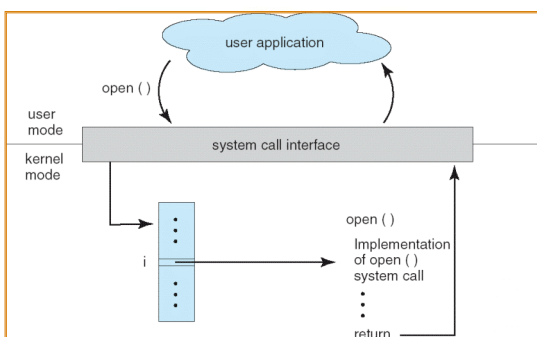 user application
open ( )
user
mode
system call interface
kernel
mode
open ( )
i
Implementation
of open ( )
system call
return